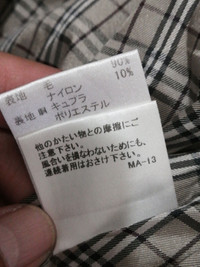 表地 毛 90%
ナイロン 10%
裏地 胴 キュプラ
ポリエステル
他のかたい物との摩擦にご
注意下さい。
風合いを損なわないためにも、
連続着用はおさけ下さい。
MA-13